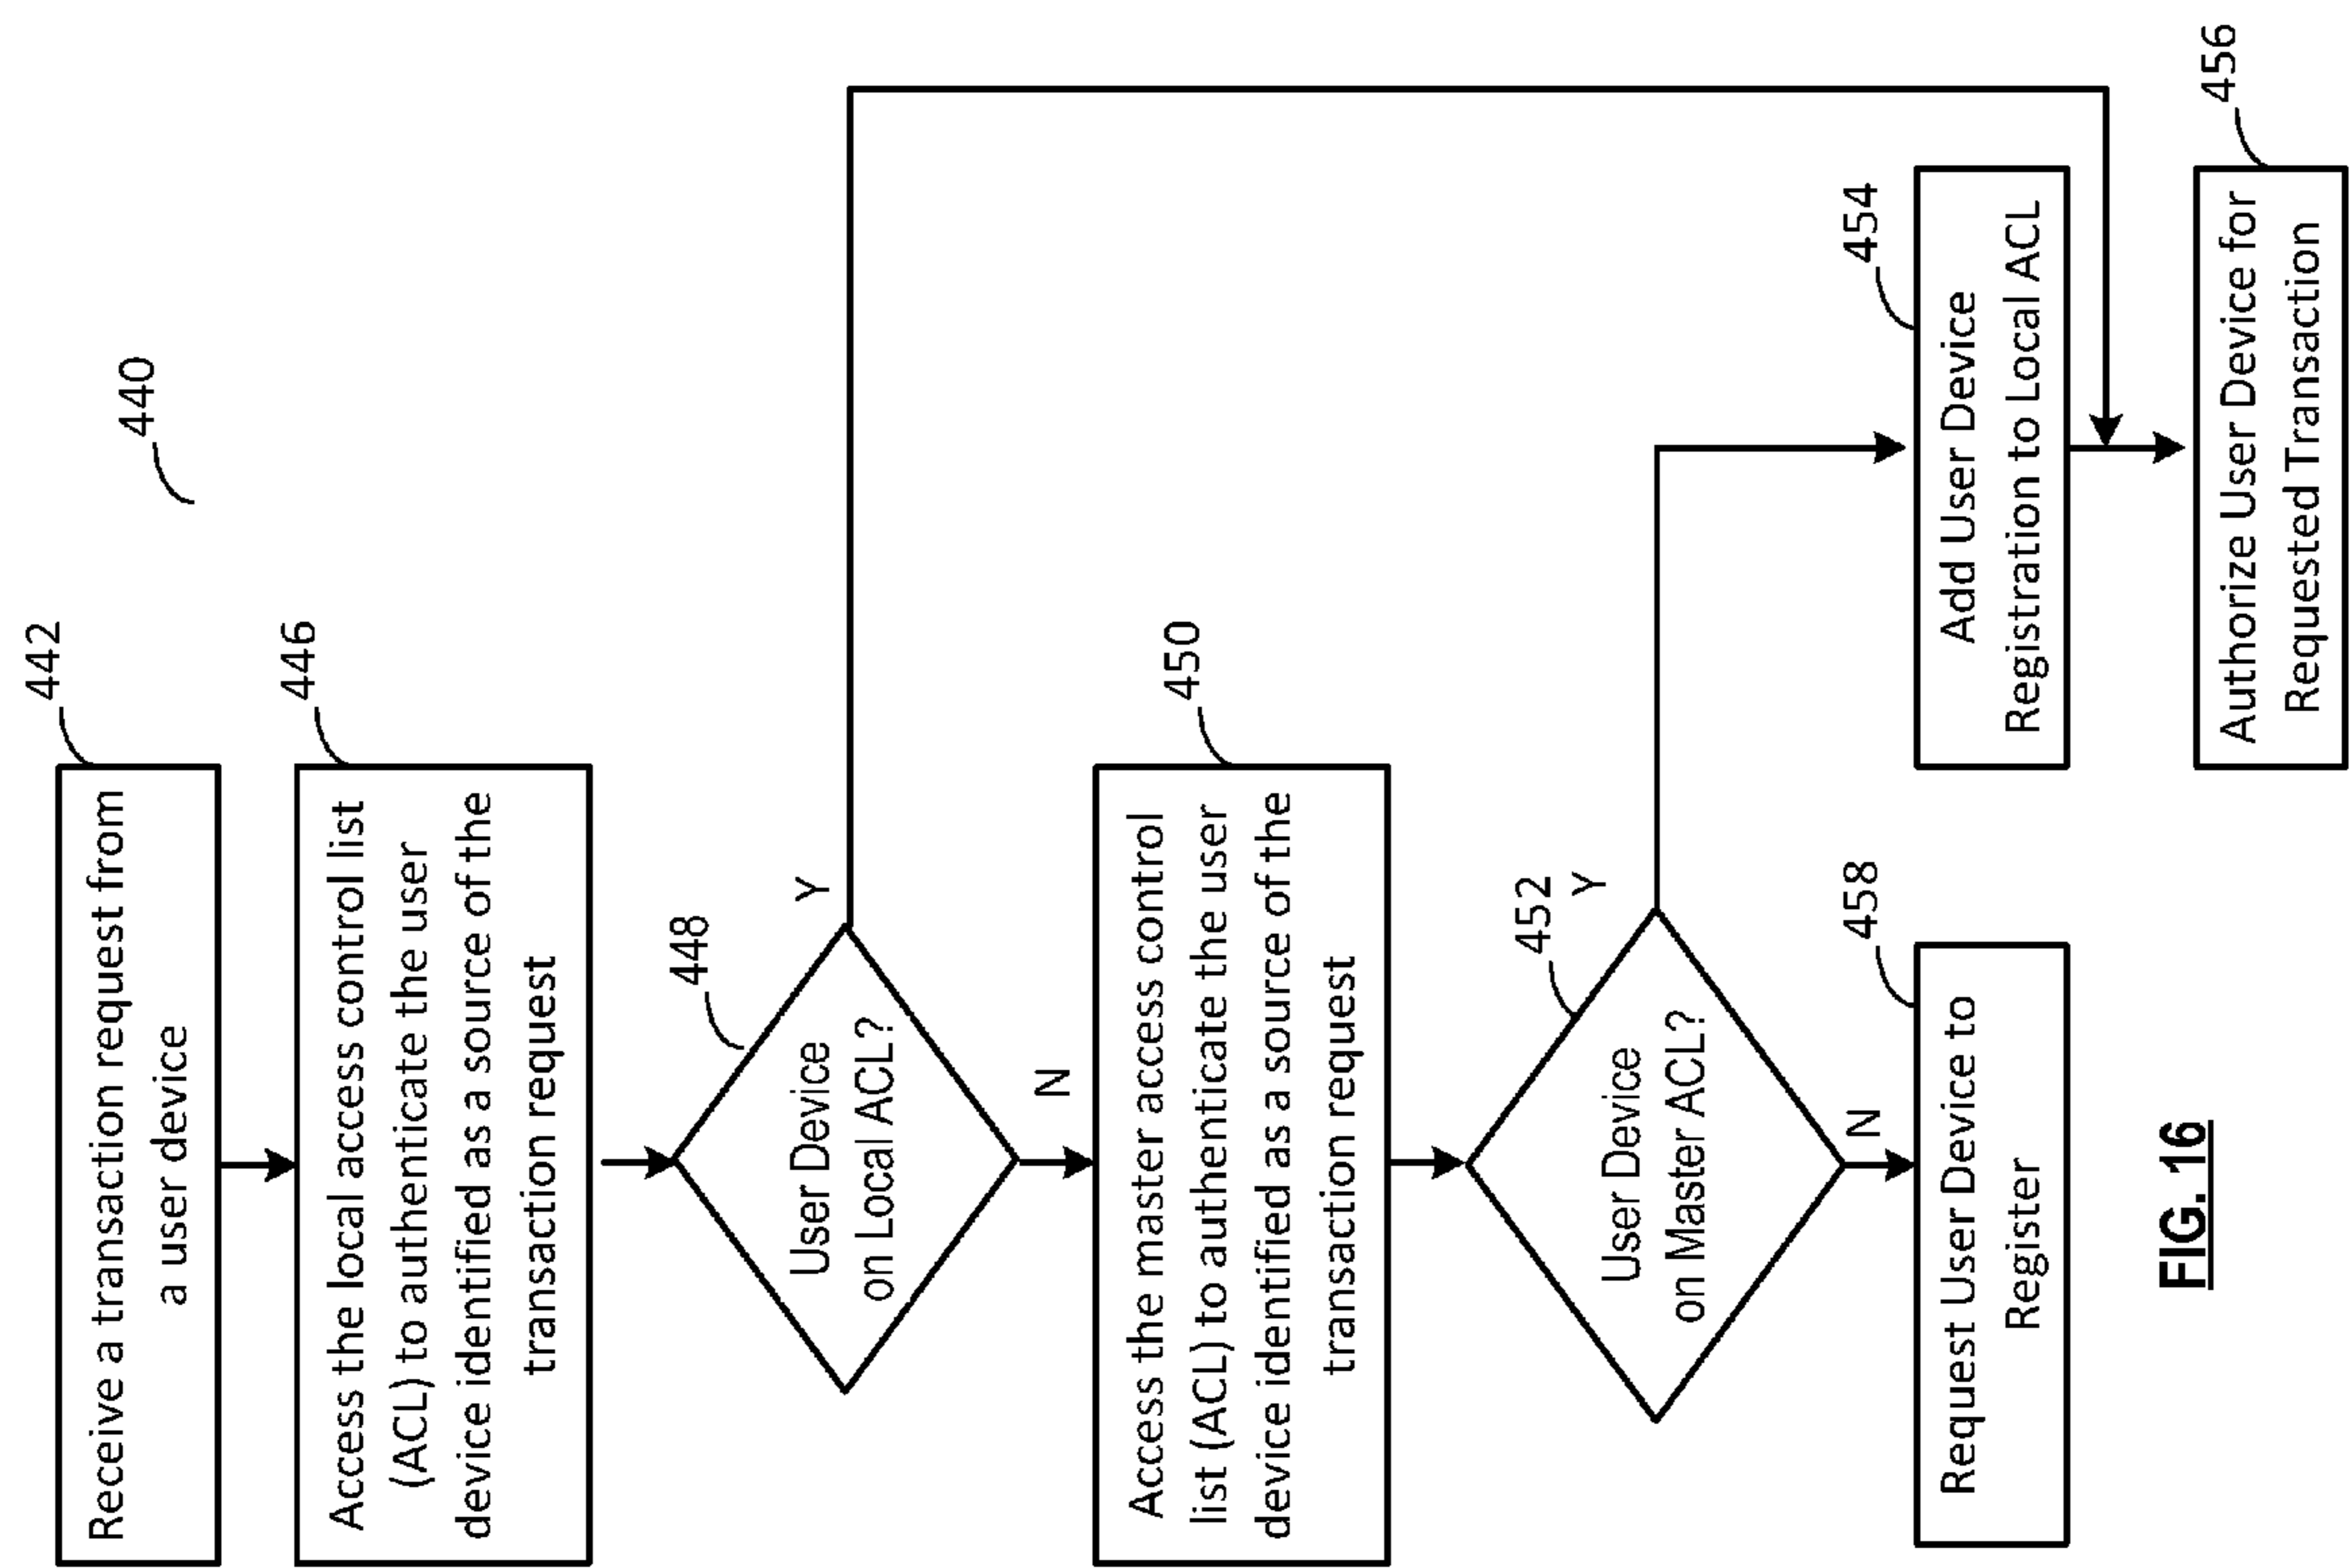 440
442
Receive a transaction request from
a user device
446
Access the local access control list
(ACL) to authenticate the user
device identified as a source of the
transaction request
448
User Device
on Local ACL?
Y
N
450
Access the master access control
list (ACL) to authenticate the user
device identified as a source of the
transaction request
452
User Device
on Master ACL?
Y
N
454
Add User Device
Registration to Local ACL
458
Request User Device to
Register
456
Authorize User Device for
Requested Transaction
FIG. 16